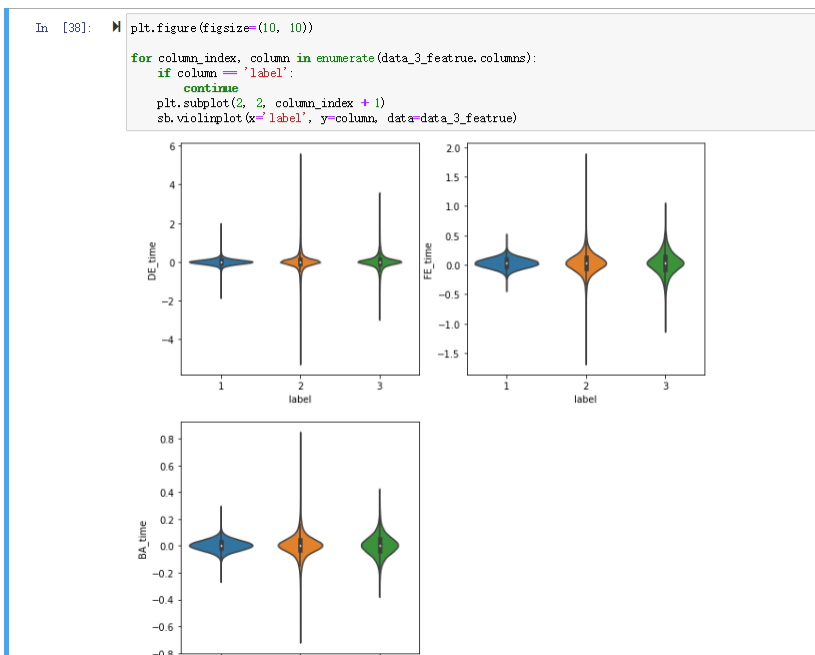 In [38]:
plt.figure(figsize=(10, 10))
for column_index, column in enumerate(data_3_featrue.columns):
if column == 'label':
continue
plt.subplot(2, 2, column_index + 1)
sb.violinplot(x='label', y=column, data=data_3_featrue)
6
4
2
0
−2
−4
DE_time
1 2 3
label
2.0
1.5
1.0
0.5
0.0
−0.5
−1.0
−1.5
FE_time
1 2 3
label
0.8
0.6
0.4
0.2
0.0
−0.2
−0.4
−0.6
−0.8
BA_time